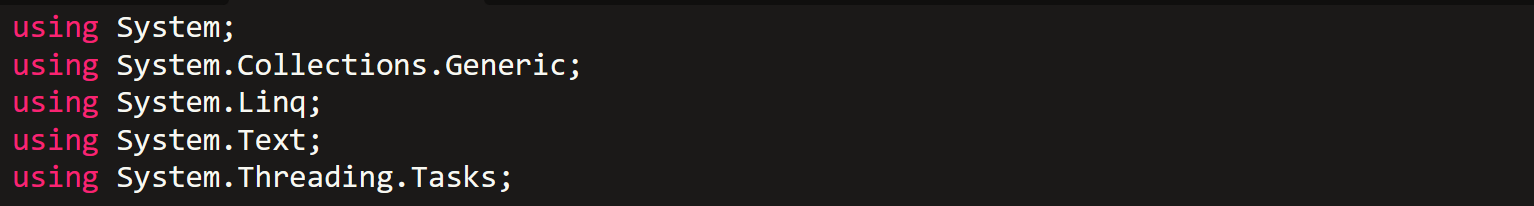 using System;
using System.Collections.Generic;
using System.Linq;
using System.Text;
using System.Threading.Tasks;